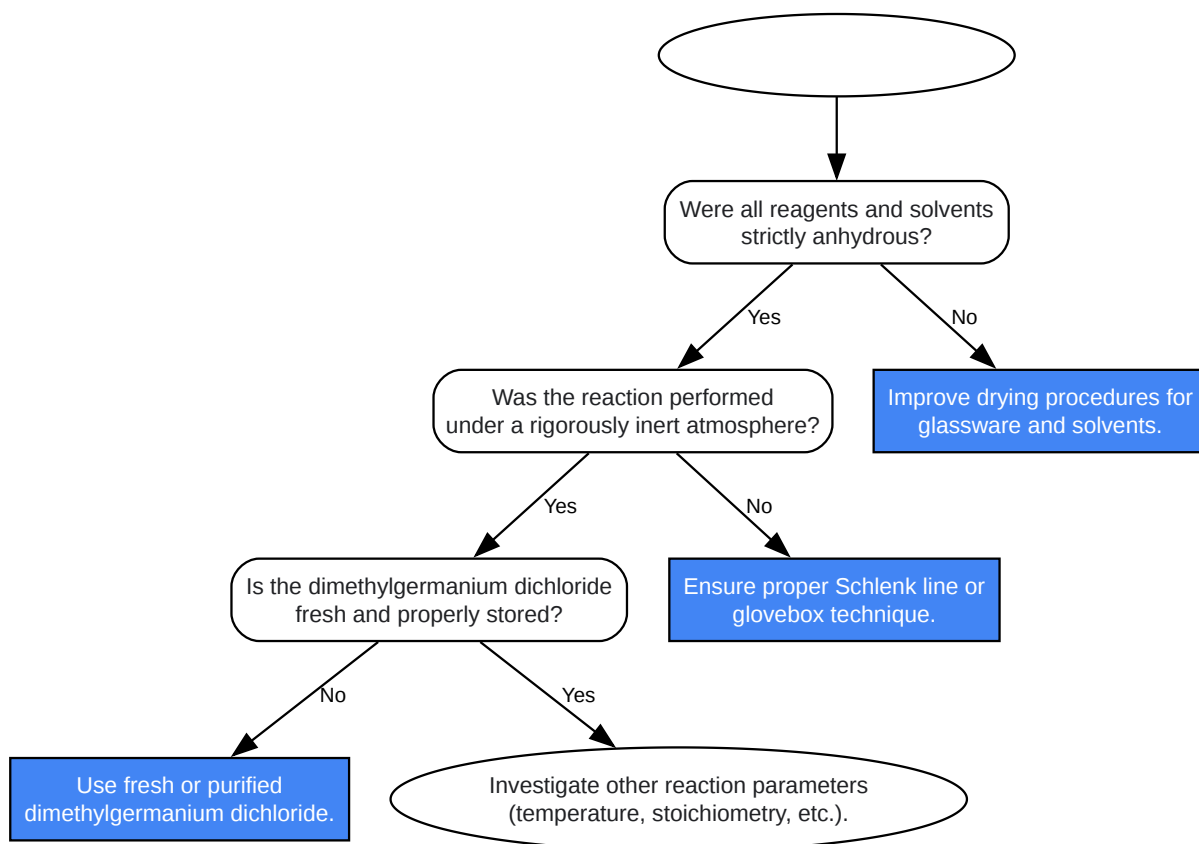 Were all reagents and solvents
strictly anhydrous?
Yes
No
Was the reaction performed
under a rigorously inert atmosphere?
Improve drying procedures for
glassware and solvents.
Yes
No
Is the dimethylgermanium dichloride
fresh and properly stored?
Ensure proper Schlenk line or
glovebox technique.
No
Yes
Use fresh or purified
dimethylgermanium dichloride.
Investigate other reaction parameters
(temperature, stoichiometry, etc.).